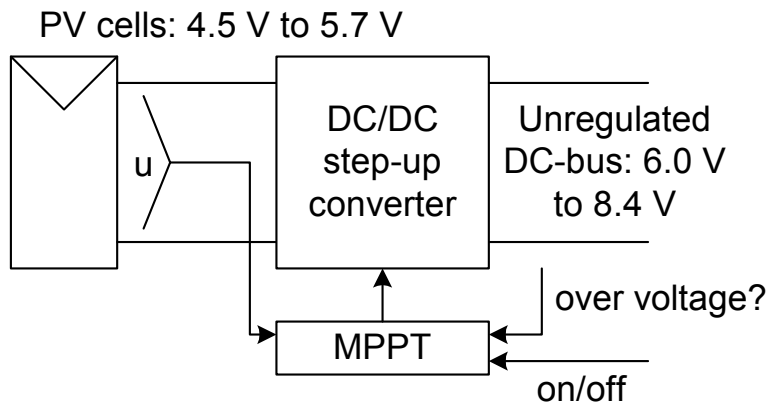 PV cells: 4.5 V to 5.7 V
u
DC/DC
step-up
converter
Unregulated
DC-bus: 6.0 V
to 8.4 V
over voltage?
MPPT
on/off